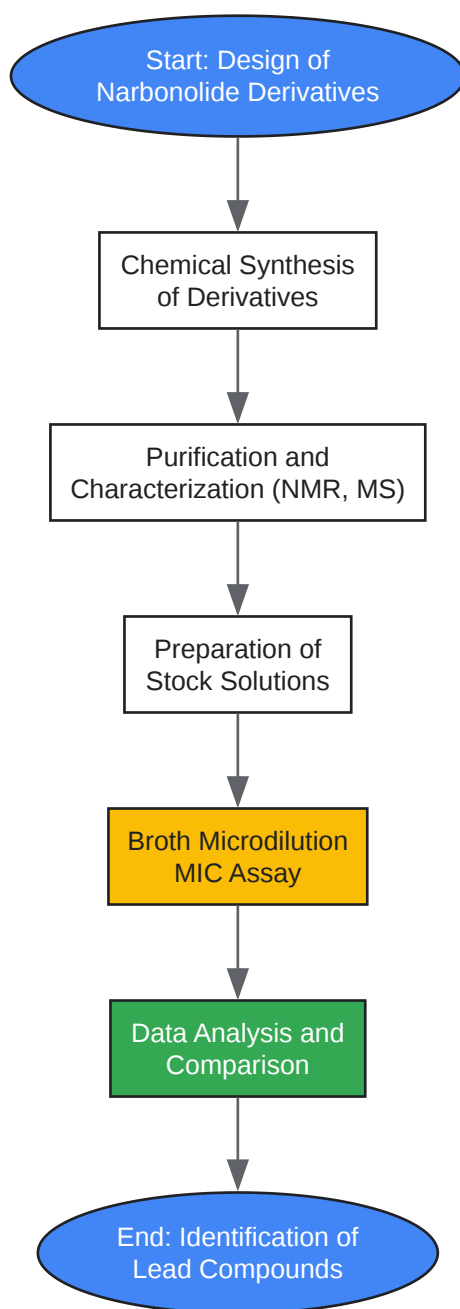 Start: Design of
Narbonolide Derivatives
Chemical Synthesis
of Derivatives
Purification and
Characterization (NMR, MS)
Preparation of
Stock Solutions
Broth Microdilution
MIC Assay
Data Analysis and
Comparison
End: Identification of
Lead Compounds